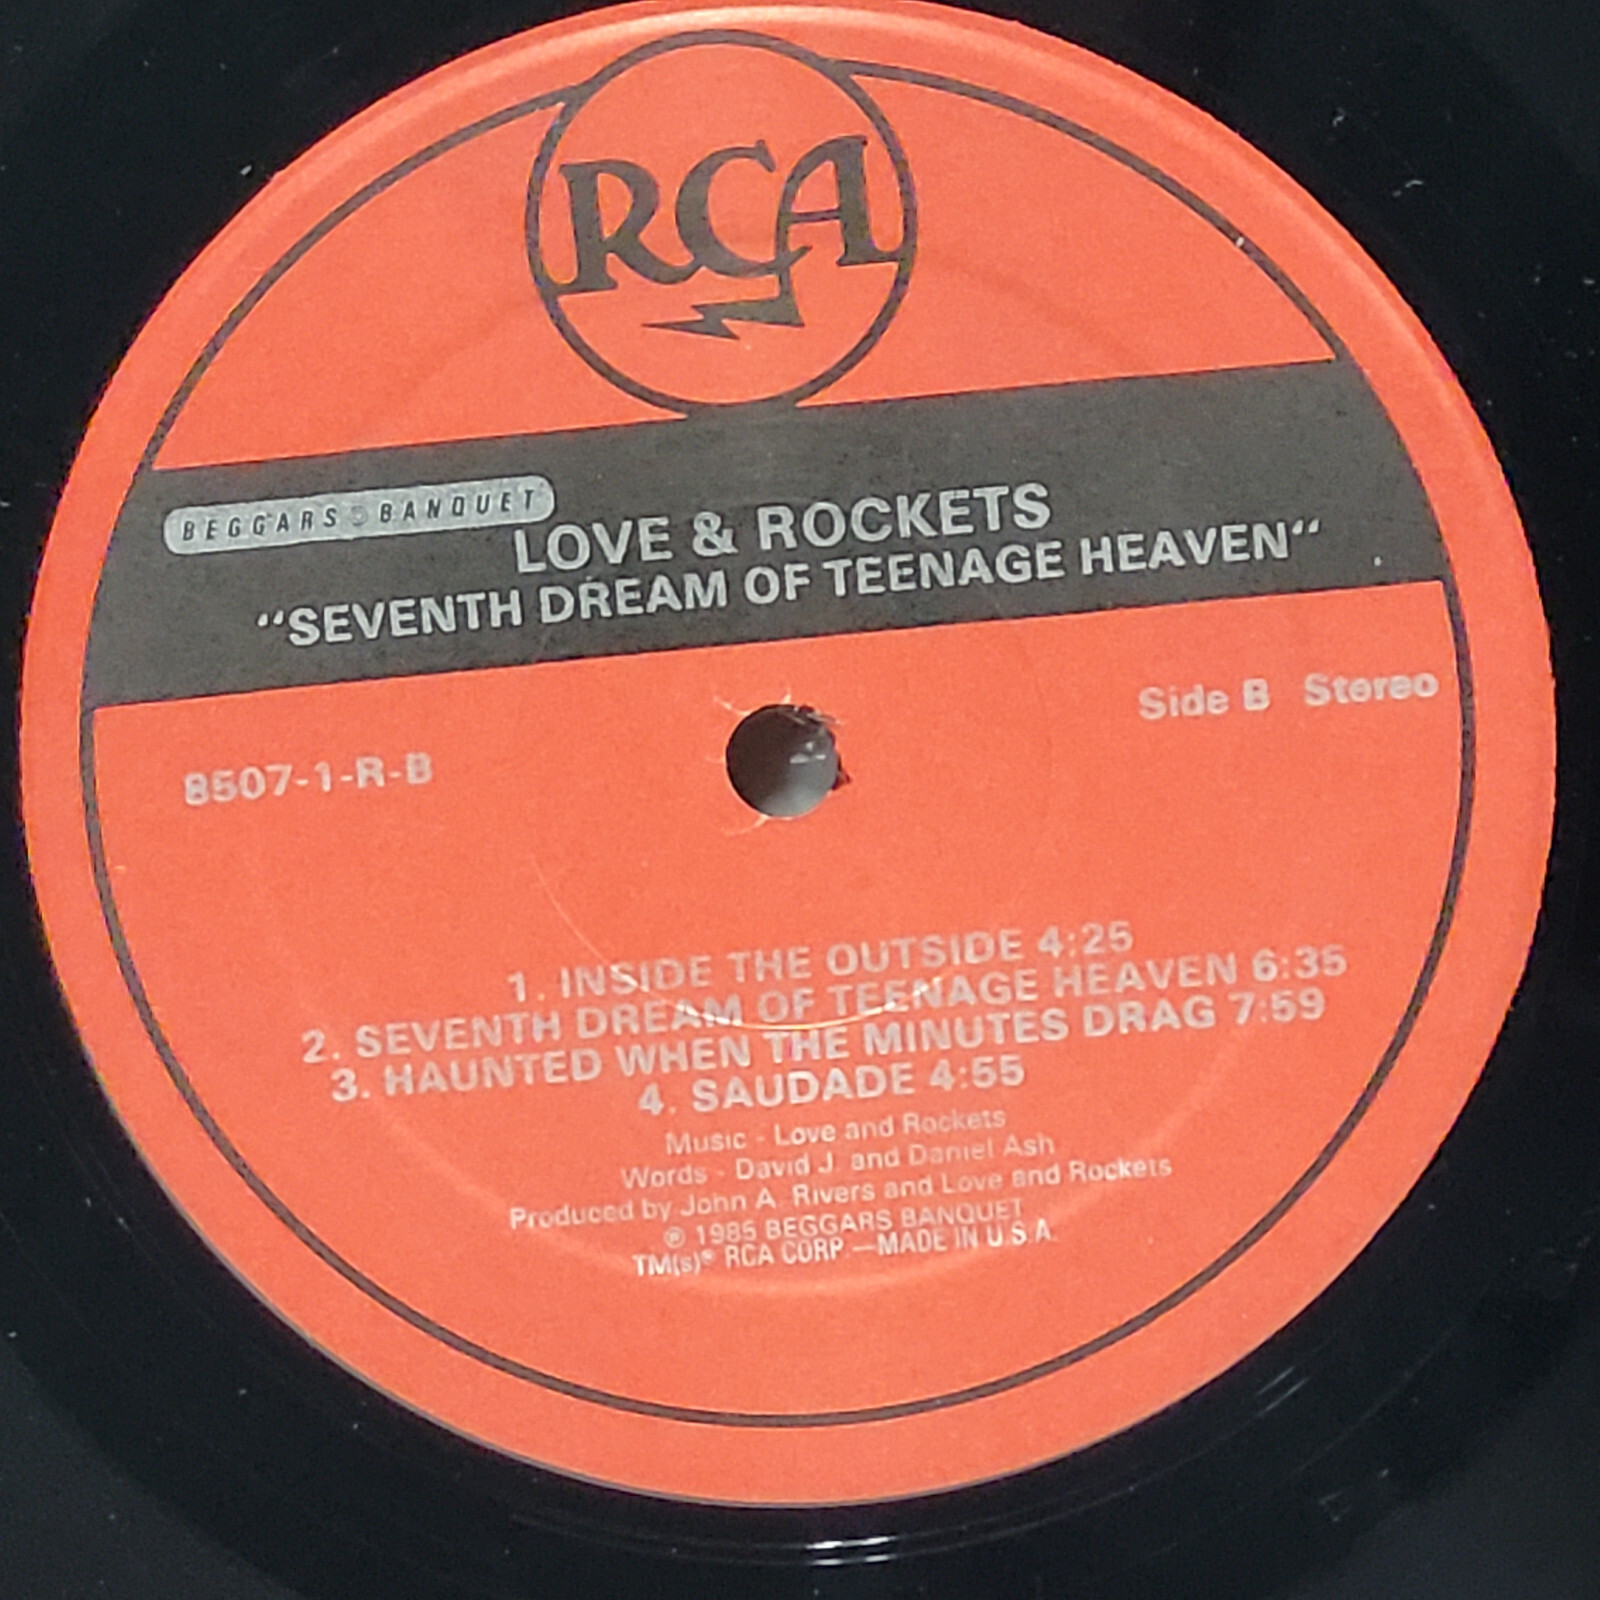 RCA
BEGGARS BANQUET
LOVE & ROCKETS
“SEVENTH DREAM OF TEENAGE HEAVEN“
Side B Stereo
8507-1-R-B
1. INSIDE THE OUTSIDE 4:25
2. SEVENTH DREAM OF TEENAGE HEAVEN 6:35
3. HAUNTED WHEN THE MINUTES DRAG 7:59
4. SAUDADE 4:55
Music - Love and Rockets
Words - David J. and Daniel Ash
Produced by John A. Rivers and Love and Rockets
℗ 1985 BEGGARS BANQUET
TM(s)® RCA CORP.—MADE IN U.S.A.